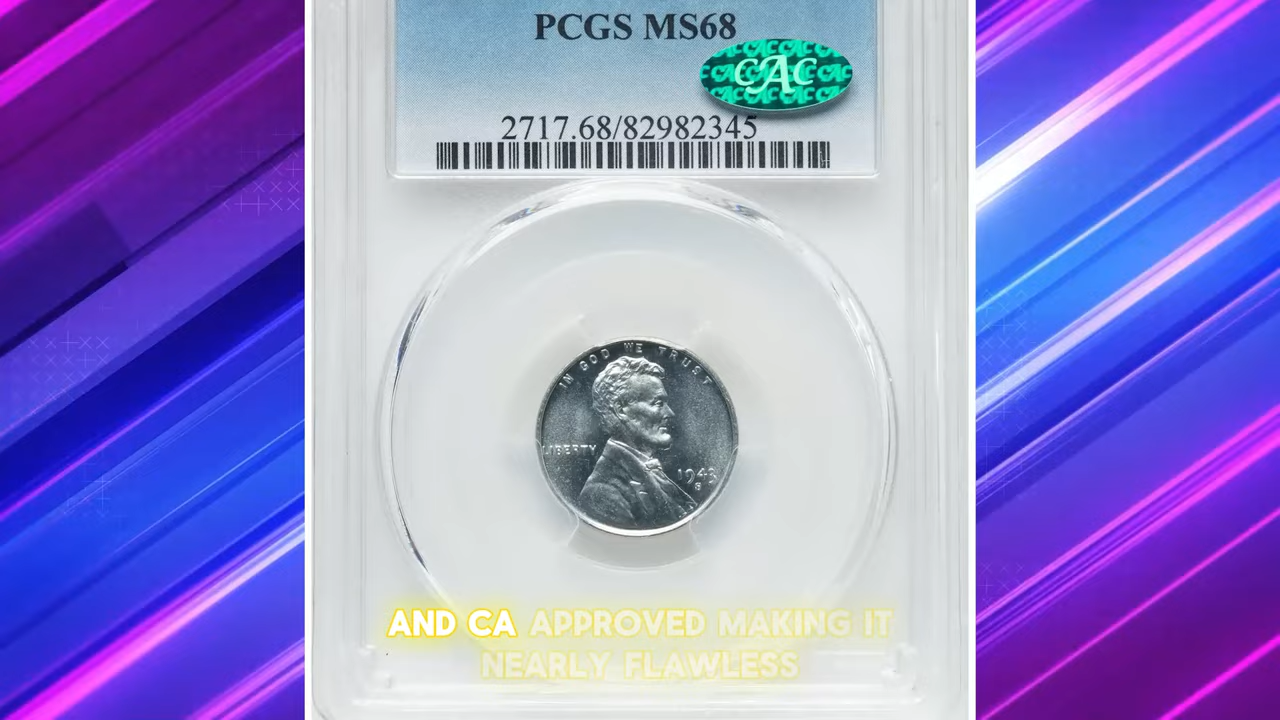 PCGS MS68
CAC
2717.68/82982345
IN GOD WE TRUST
LIBERTY
1943
S
AND CA APPROVED MAKING IT
NEARLY FLAWLESS